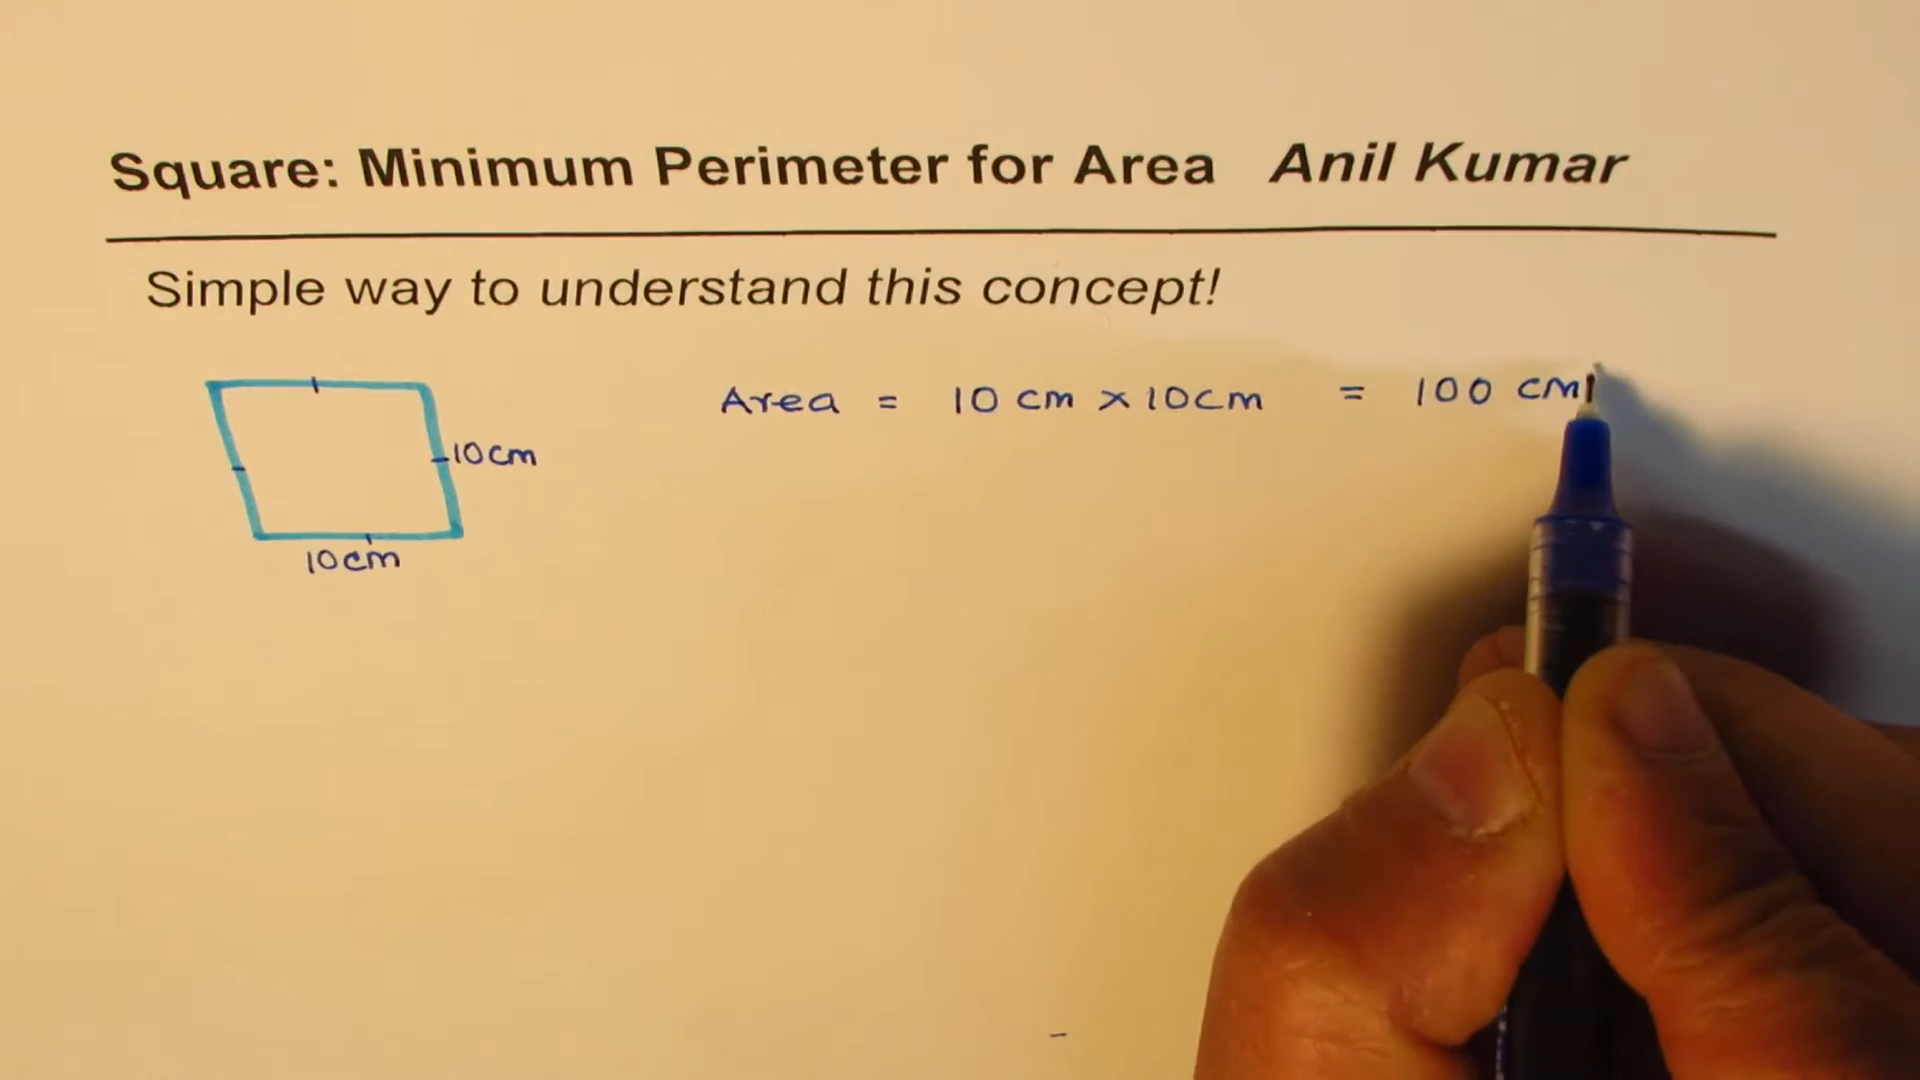 Square: Minimum Perimeter for Area Anil Kumar
Simple way to understand this concept!
Area = 10 cm × 10cm = 100 cm
10cm
10cm